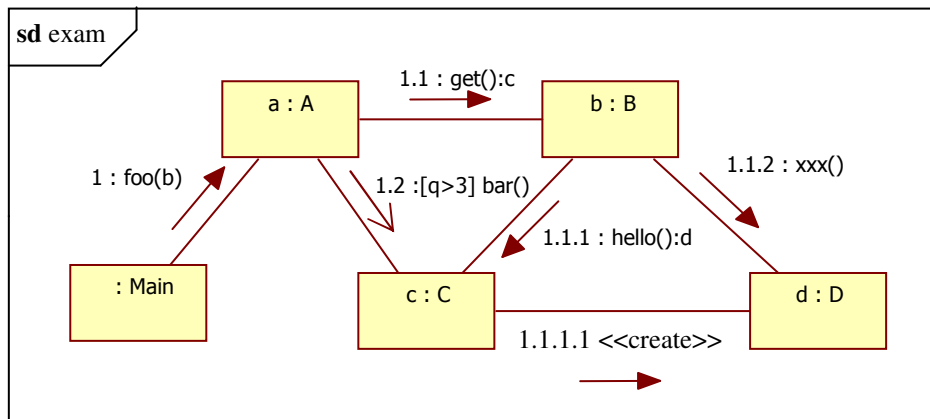 sd exam
1.1 : get():c
a : A
b : B
1 : foo(b)
1.2 :[q>3] bar()
1.1.2 : xxx()
1.1.1 : hello():d
: Main
c : C
d : D
1.1.1.1 <<create>>